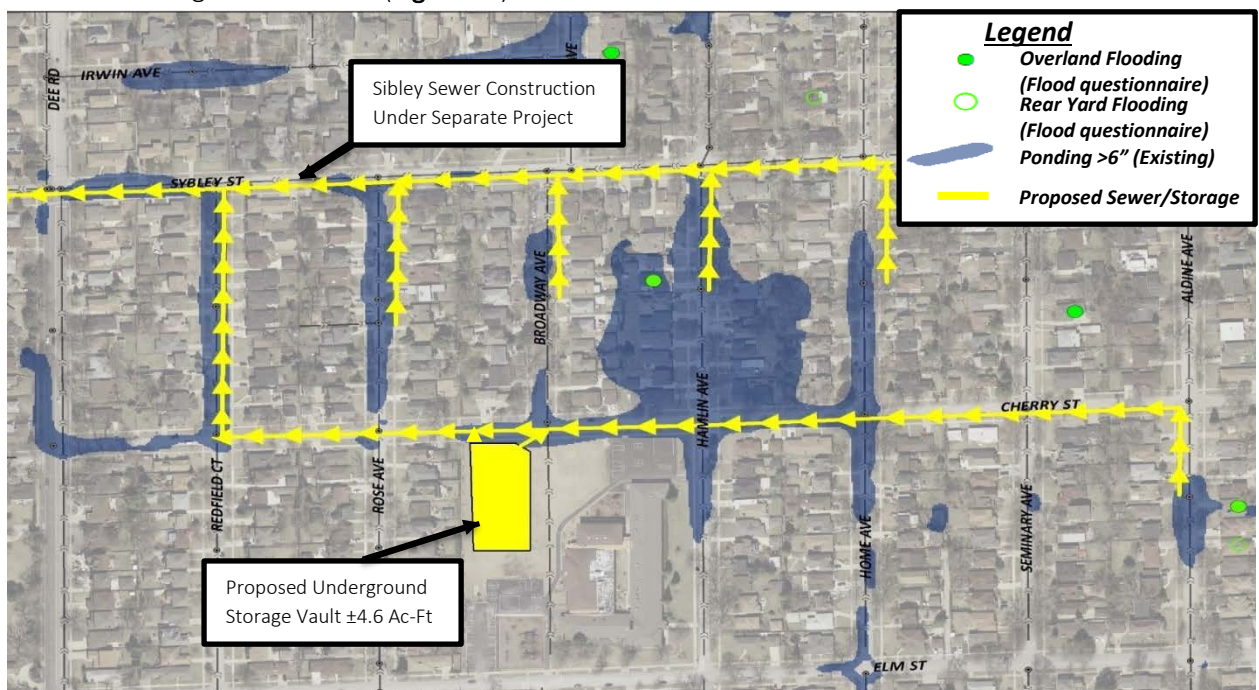 Legend
Overland Flooding
(Flood questionnaire)
Rear Yard Flooding
(Flood questionnaire)
Ponding >6" (Existing)
Proposed Sewer/Storage
IRWIN AVE
DEE RD
AVE
Sibley Sewer Construction
Under Separate Project
SYBLEY ST
BROADWAY AVE
ALDINE AVE
HAMLIN AVE
CHERRY ST
REDFIELD CT
ROSE AVE
HOME AVE
SEMINARY AVE
Proposed Underground
Storage Vault ±4.6 Ac-Ft
ELM ST